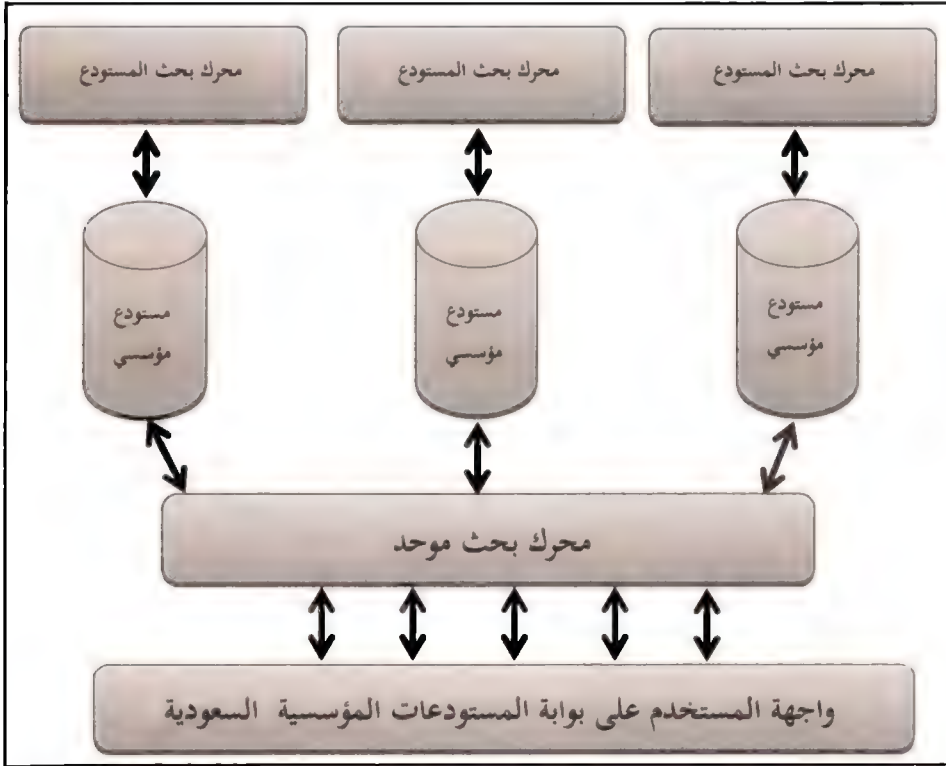 محرك بحث المستودع
محرك بحث المستودع
محرك بحث المستودع
مستودع
مؤسسي
مستودع
مؤسسي
مستودع
مؤسسي
محرك بحث موحد
واجهة المستخدم على بوابة المستودعات المؤسسية السعودية